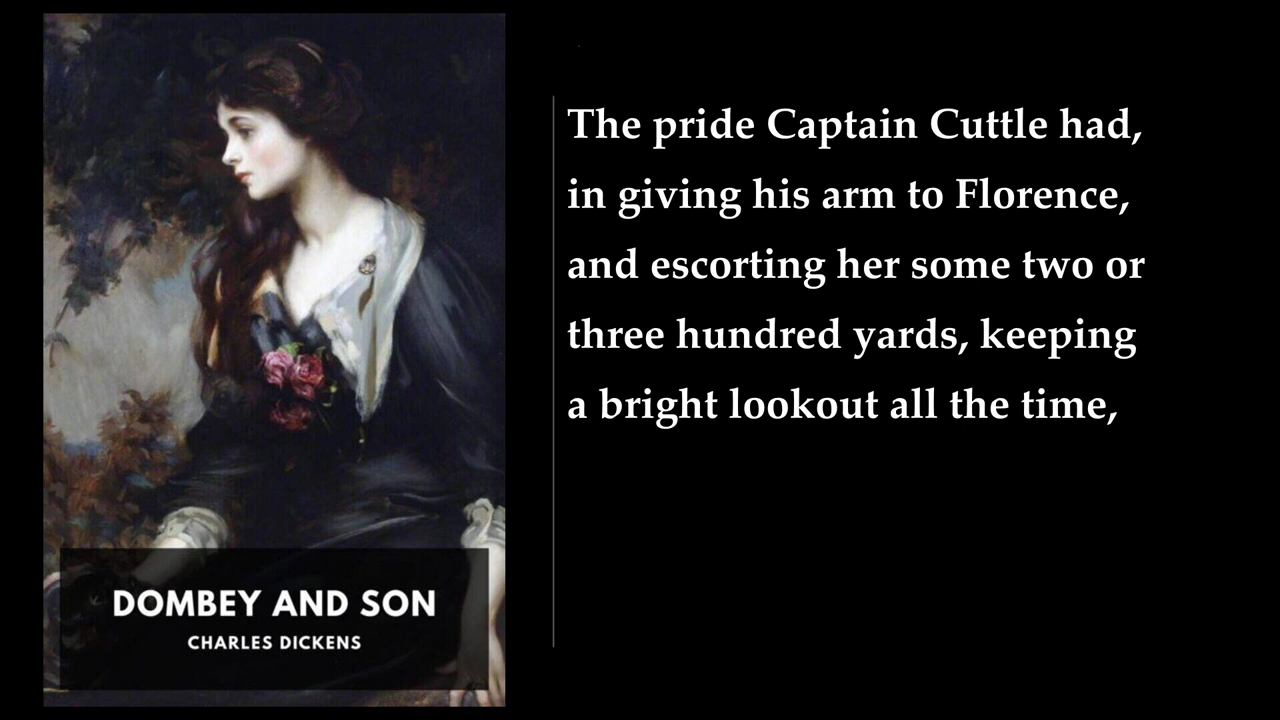 The pride Captain Cuttle had,
in giving his arm to Florence,
and escorting her some two or
three hundred yards, keeping
a bright lookout all the time,
DOMBEY AND SON
CHARLES DICKENS